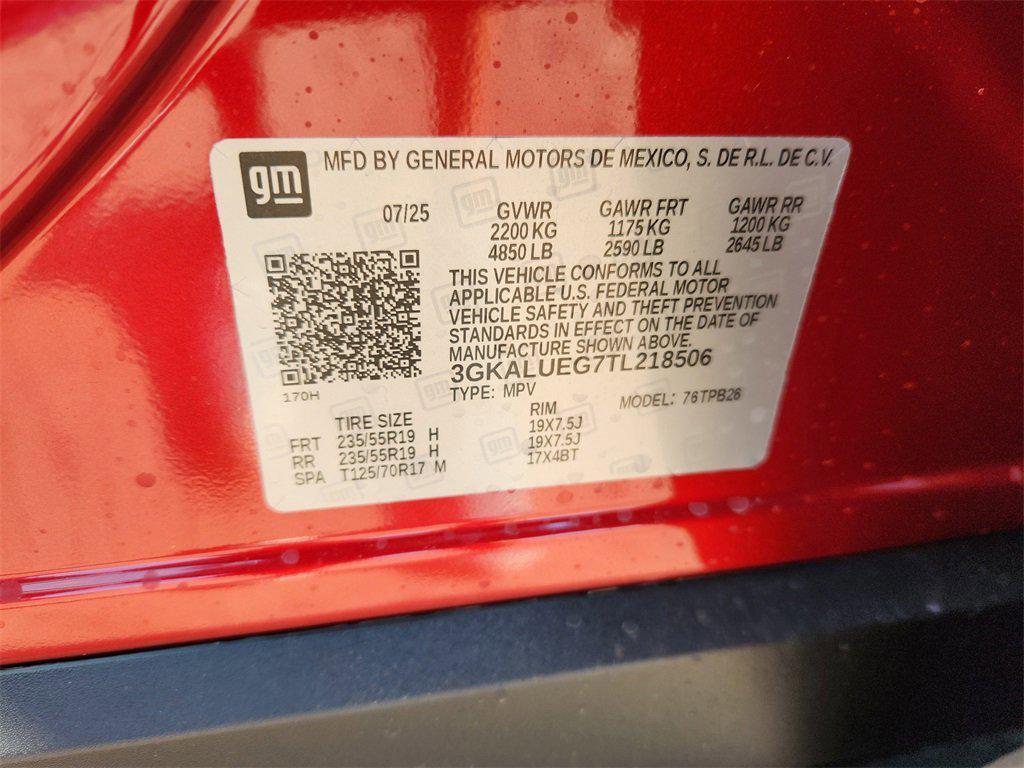 gm
MFD BY GENERAL MOTORS DE MEXICO, S. DE R.L. DE C.V.
07/25 GVWR GAWR FRT GAWR RR
2200 KG 1175 KG 1200 KG
4850 LB 2590 LB 2645 LB
THIS VEHICLE CONFORMS TO ALL
APPLICABLE U.S. FEDERAL MOTOR
VEHICLE SAFETY AND THEFT PREVENTION
STANDARDS IN EFFECT ON THE DATE OF
MANUFACTURE SHOWN ABOVE.
3GKALUEG7TL218506
170H TYPE: MPV MODEL: 76TPB26
TIRE SIZE RIM
FRT 235/55R19 H 19X7.5J
RR 235/55R19 H 19X7.5J
SPA T125/70R17 M 17X4BT